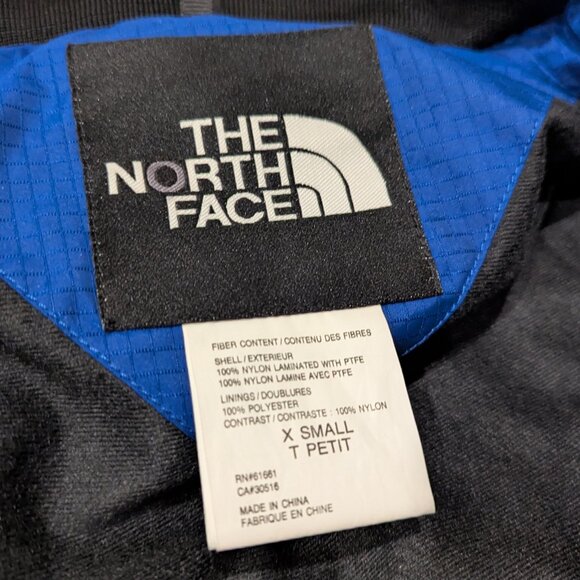 THE
NORTH
FACE
FIBER CONTENT / CONTENU DES FIBRES
SHELL / EXTERIEUR
100% NYLON LAMINATED WITH PTFE
100% NYLON LAMINE AVEC PTFE
LININGS / DOUBLURES
100% POLYESTER
CONTRAST / CONTRASTE : 100% NYLON
X SMALL
T PETIT
RN#61661
CA#30516
MADE IN CHINA
FABRIQUE EN CHINE